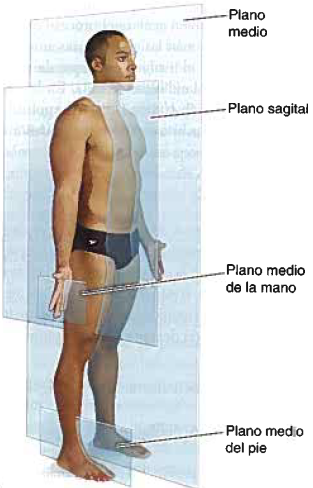 Plano
medio
Plano sagital
Plano medio
de la mano
Plano medio
del pie